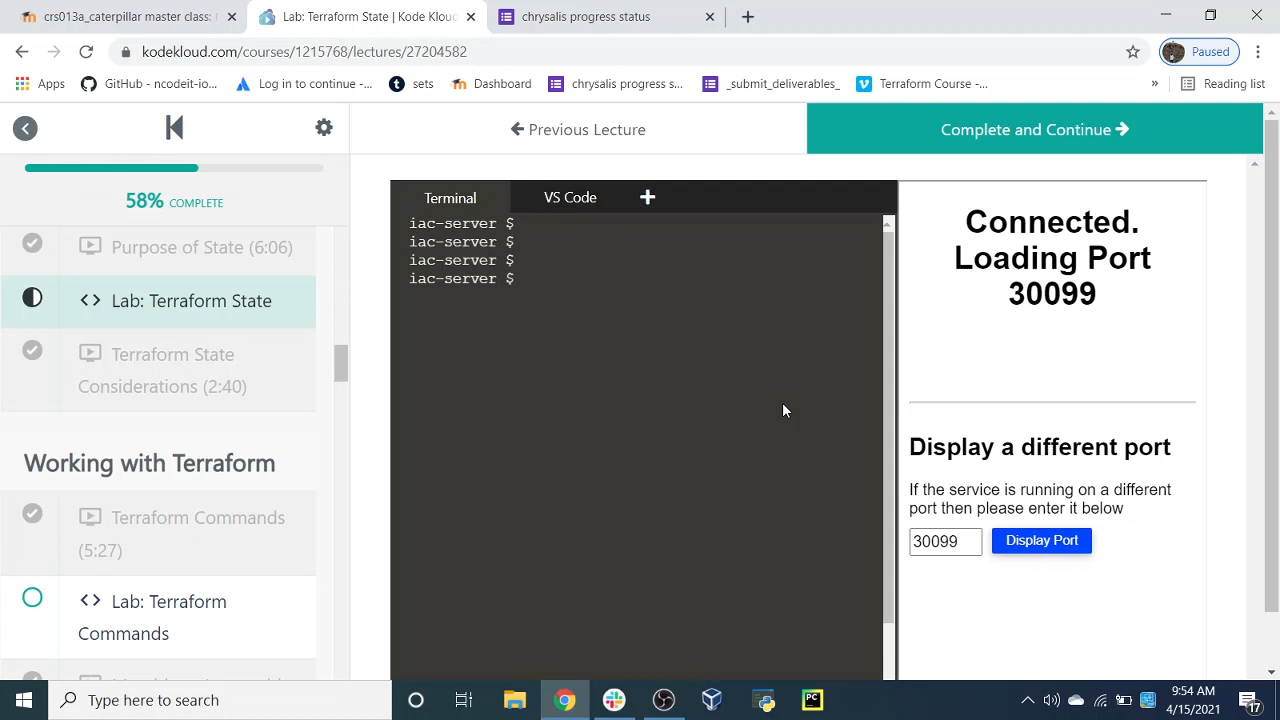 crs013a_caterpillar master class: t
Lab: Terraform State | Kode Kloud
chrysalis progress status
kodekloud.com/courses/1215768/lectures/27204582
Paused
Apps
GitHub - ncodeit-io...
Log in to continue -...
sets
Dashboard
chrysalis progress s...
_submit_deliverables_
Terraform Course -...
»
Reading list
Previous Lecture
Complete and Continue
58% COMPLETE
Purpose of State (6:06)
Lab: Terraform State
Terraform State
Considerations (2:40)
Working with Terraform
Terraform Commands
(5:27)
Lab: Terraform
Commands
Terminal
VS Code
iac-server $
iac-server $
iac-server $
iac-server $
Connected.
Loading Port
30099
Display a different port
If the service is running on a different
port then please enter it below
30099
Display Port
Type here to search
PC
9:54 AM
4/15/2021
17